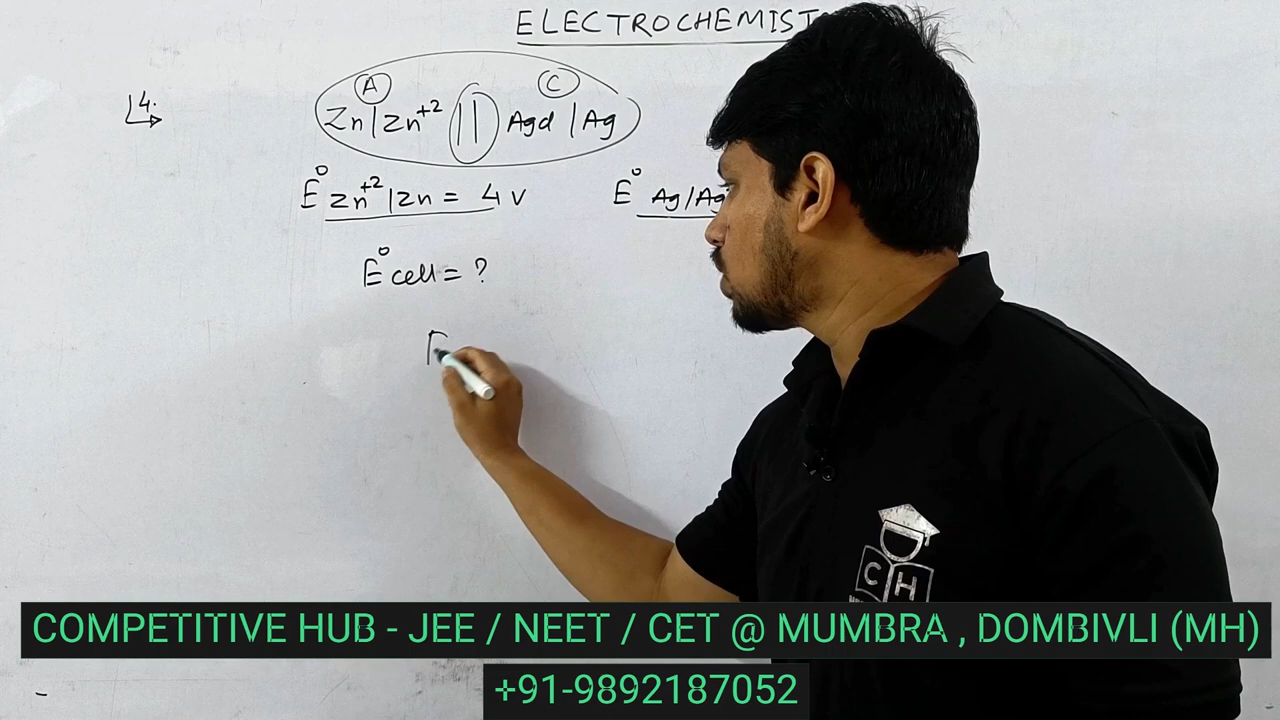 ELECTROCHEMIST
4.
A C
Zn | Zn⁺² || Agcl | Ag
E° Zn⁺² | Zn = 4 V E° Ag/Ag
E° cell = ?
C H
COMPETITIVE HUB - JEE / NEET / CET @ MUMBRA , DOMBIVLI (MH)
+91-9892187052